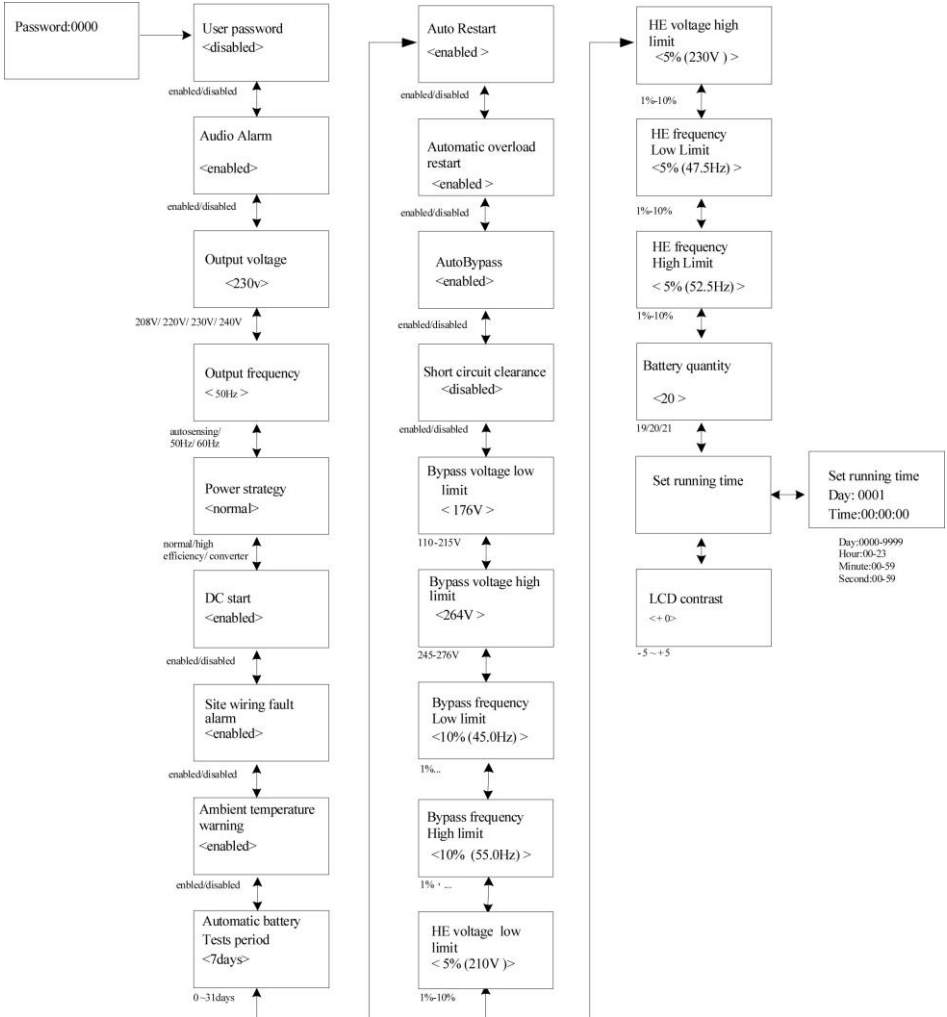 Password:0000
User password
<disabled>
enabled/disabled
Audio Alarm
<enabled>
enabled/disabled
Output voltage
<230v>
208V/ 220V/ 230V/ 240V
Output frequency
< 50Hz >
autosensing/
50Hz/ 60Hz
Power strategy
<normal>
normal/high
efficiency/ converter
DC start
<enabled>
enabled/disabled
Site wiring fault
alarm
<enabled>
enabled/disabled
Ambient temperature
warning
<enabled>
enbled/disabled
Automatic battery
Tests period
<7days>
0~31days
Auto Restart
<enabled >
enabled/disabled
Automatic overload
restart
<enabled >
enabled/disabled
AutoBypass
<enabled>
enabled/disabled
Short circuit clearance
<disabled>
enabled/disabled
Bypass voltage low
limit
< 176V >
110-215V
Bypass voltage high
limit
<264V >
245-276V
Bypass frequency
Low limit
<10% (45.0Hz) >
1%...
Bypass frequency
High limit
<10% (55.0Hz) >
1% · ...
HE voltage low
limit
< 5% (210V )>
1%-10%
HE voltage high
limit
<5% (230V ) >
1%-10%
HE frequency
Low Limit
<5% (47.5Hz) >
1%-10%
HE frequency
High Limit
< 5% (52.5Hz) >
1%-10%
Battery quantity
<20 >
19/20/21
Set running time
Set running time
Day: 0001
Time:00:00:00
Day:0000-9999
Hour:00-23
Minute:00-59
Second:00-59
LCD contrast
<+ 0>
-5 ~ +5